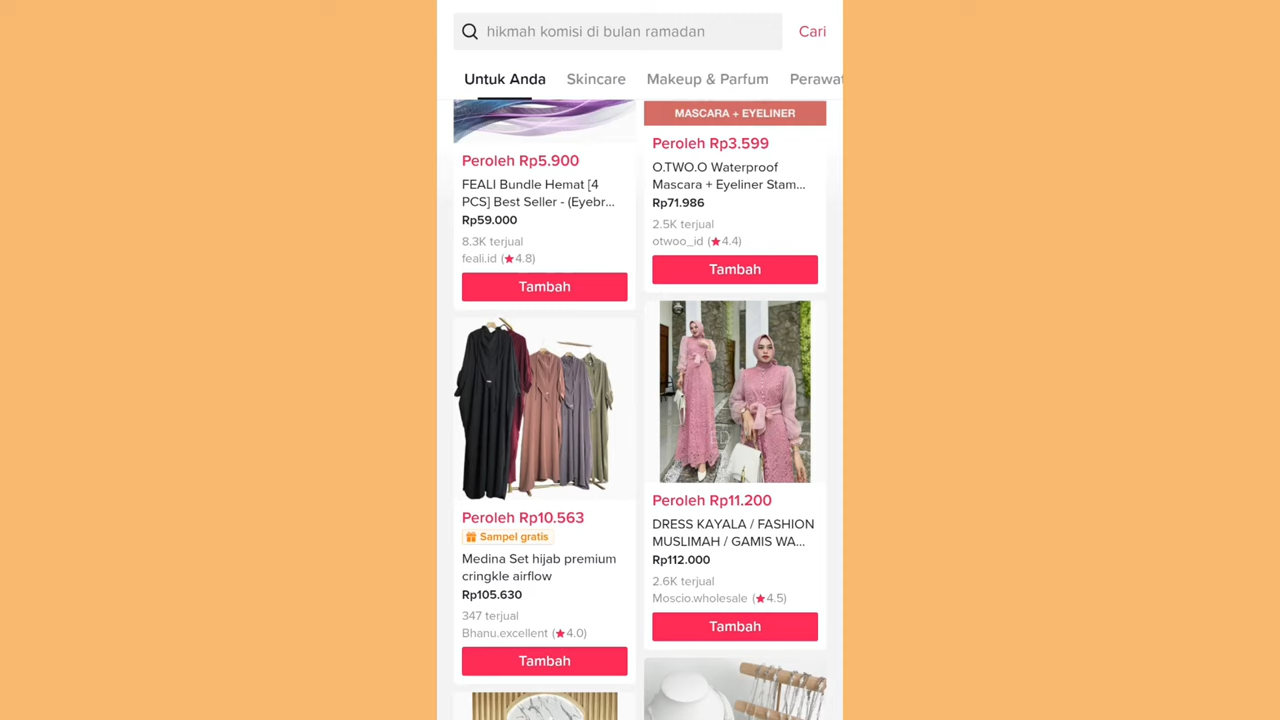 hikmah komisi di bulan ramadan
Cari
Untuk Anda
Skincare
Makeup & Parfum
Perawat
Peroleh Rp5.900
FEALI Bundle Hemat [4
PCS] Best Seller - (Eyebr...
Rp59.000
8.3K terjual
feali.id (★4.8)
Tambah
MASCARA + EYELINER
Peroleh Rp3.599
O.TWO.O Waterproof
Mascara + Eyeliner Stam...
Rp71.986
2.5K terjual
otwoo_id (★4.4)
Tambah
Peroleh Rp10.563
Sampel gratis
Medina Set hijab premium
cringkle airflow
Rp105.630
347 terjual
Bhanu.excellent (★4.0)
Tambah
ED
Peroleh Rp11.200
DRESS KAYALA / FASHION
MUSLIMAH / GAMIS WA...
Rp112.000
2.6K terjual
Moscio.wholesale (★4.5)
Tambah